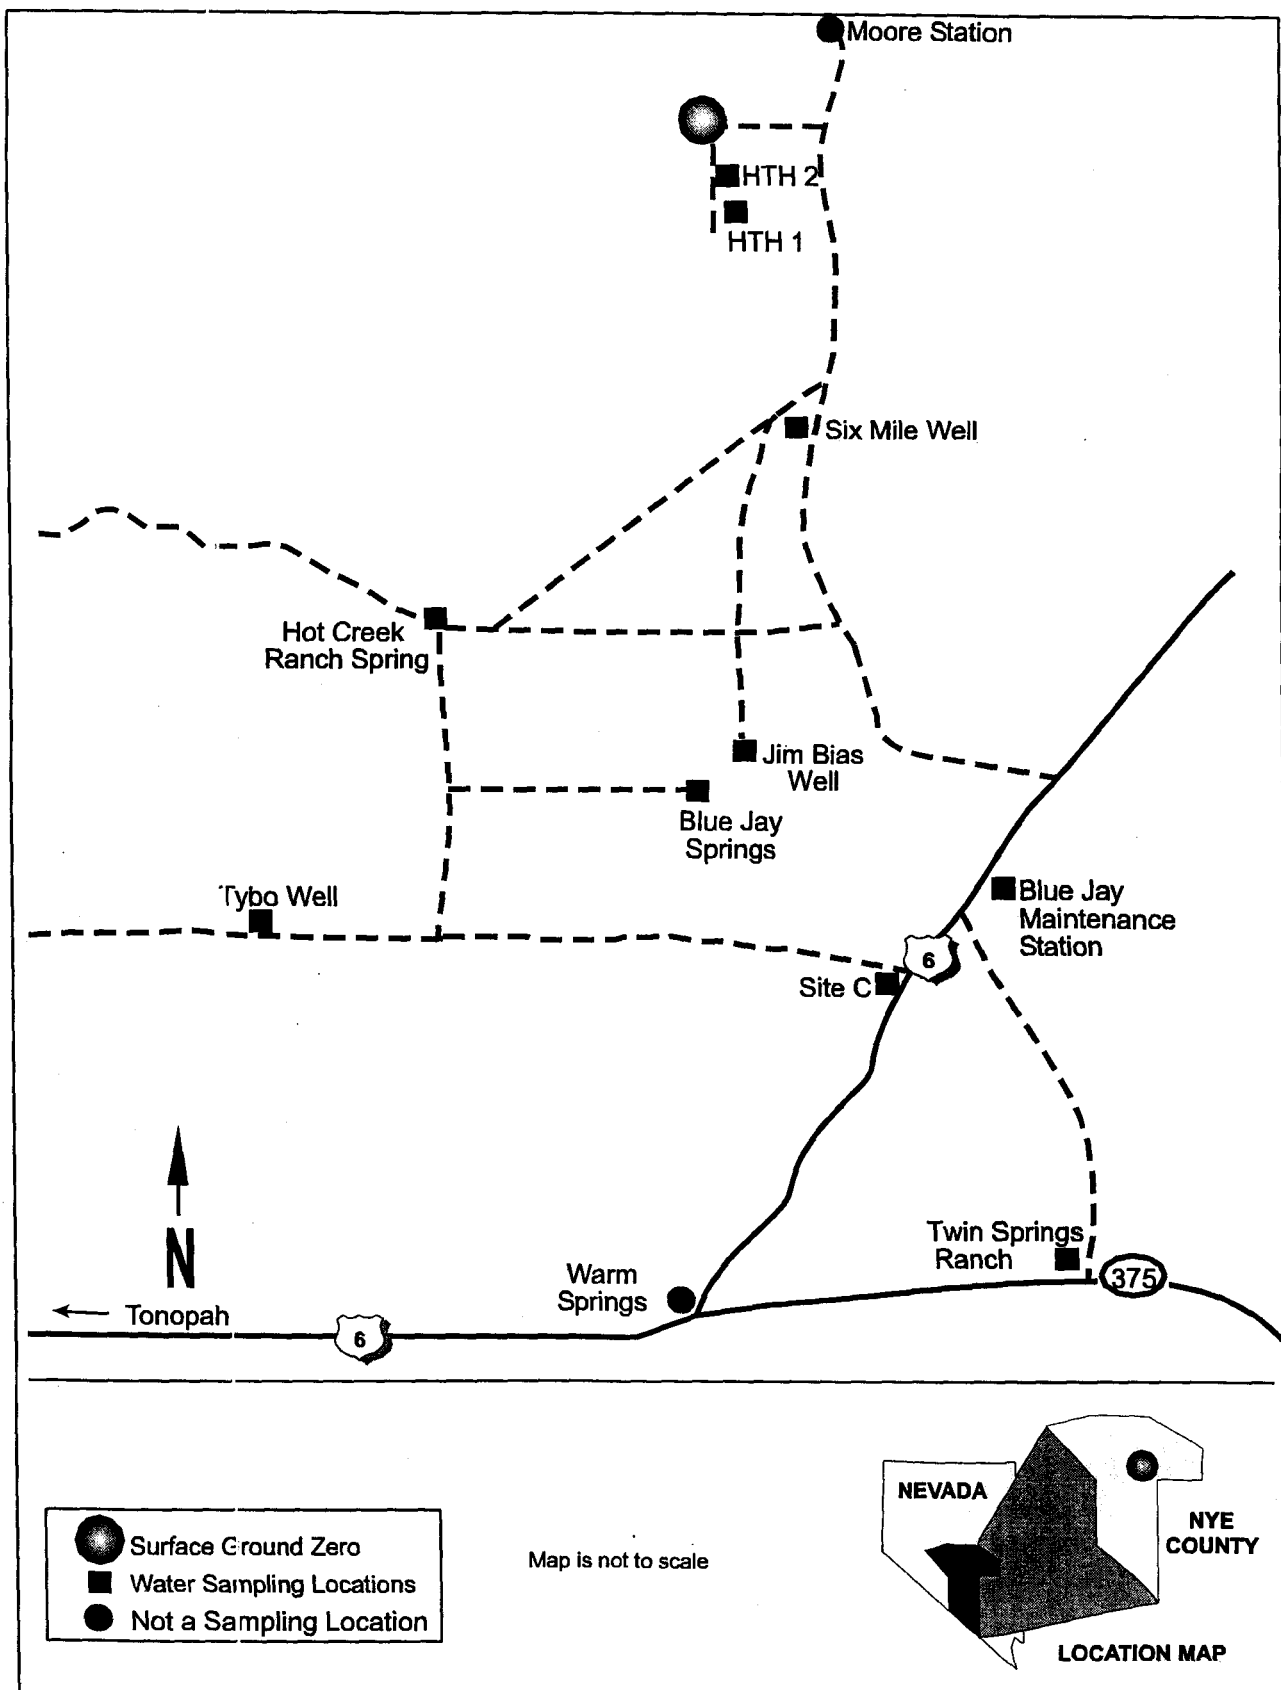 Moore Station
HTH 2
HTH 1
Six Mile Well
Hot Creek
Ranch Spring
Jim Bias
Well
Blue Jay
Springs
Tybo Well
Blue Jay
Maintenance
Station
6
Site C
N
Twin Springs
Ranch
375
Warm
Springs
Tonopah
6
NEVADA
NYE
COUNTY
LOCATION MAP
Surface Ground Zero
Water Sampling Locations
Not a Sampling Location
Map is not to scale